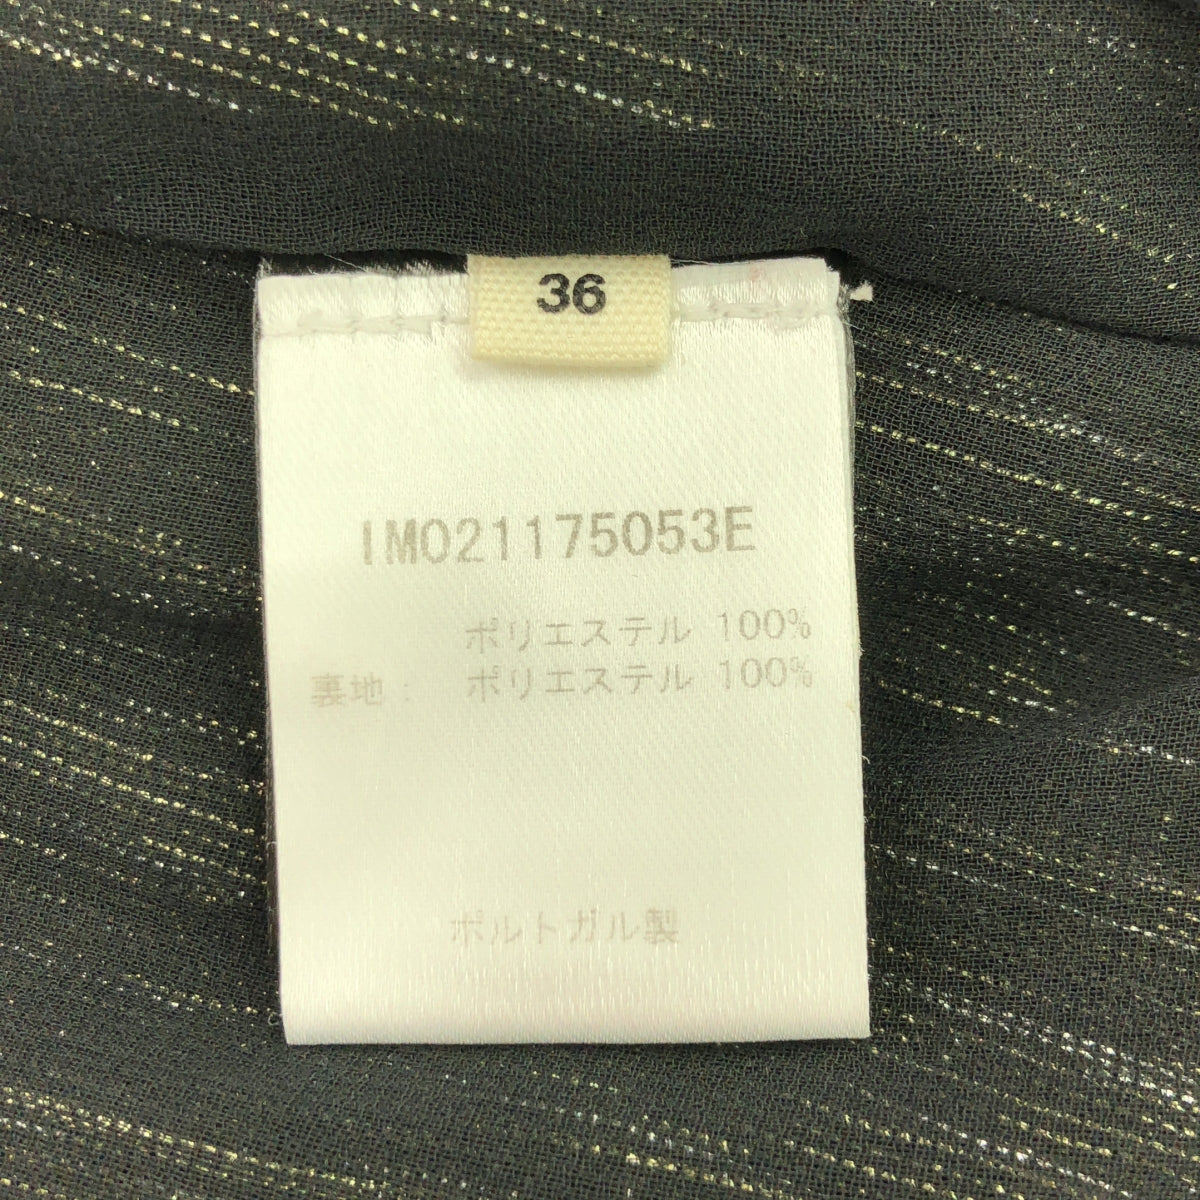 36
IM021175053E
ポリエステル 100%
裏地： ポリエステル 100%
ポルトガル製